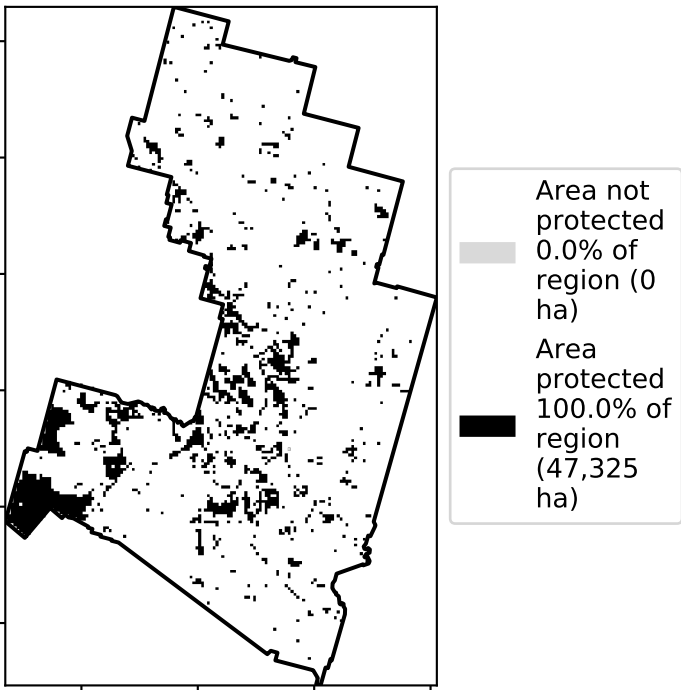 Area not
protected
0.0% of
region (0
ha)
Area
protected
100.0% of
region
(47,325
ha)